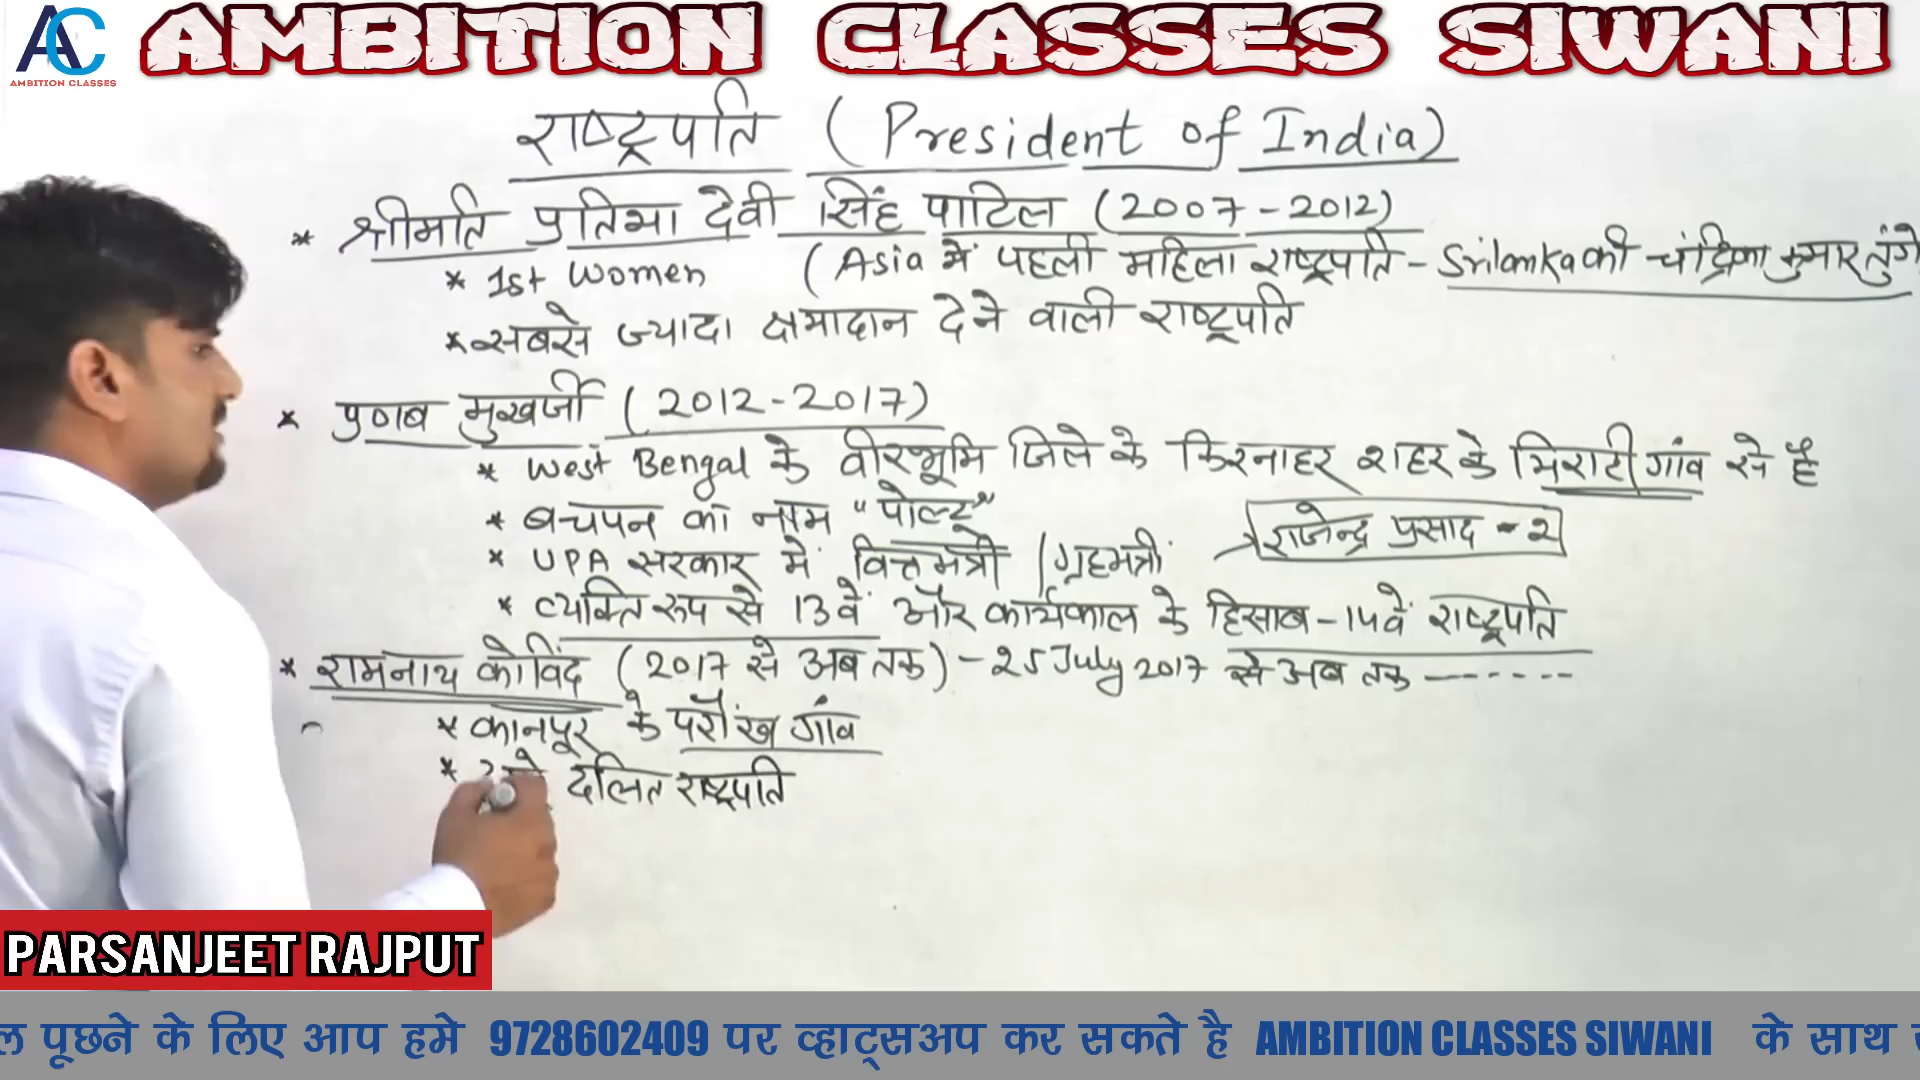 AC
AMBITION CLASSES
AMBITION CLASSES SIWANI
राष्ट्रपति ( President of India)
* श्रीमति प्रतिभा देवी सिंह पाटिल (2007-2012)
* 1st Women (Asia में पहली महिला राष्ट्रपति - Srilanka की चंद्रिका कुमार तुंगे
* सबसे ज्यादा क्षमादान देने वाली राष्ट्रपति
* प्रणब मुखर्जी (2012-2017)
* West Bengal के वीरभूमि जिले के किरनाहर शहर के मिराटी गांव से है
* बचपन का नाम "पोल्टू"
राजेन्द्र प्रसाद - 2
* UPA सरकार में वित्तमंत्री / गृहमंत्री
* व्यक्ति रूप से 13वें और कार्यकाल के हिसाब - 14वें राष्ट्रपति
* रामनाथ कोविंद (2017 से अब तक) - 25 July 2017 से अब तक -------
* कानपुर के परौंख गांव
* दलित राष्ट्रपति
PARSANJEET RAJPUT
पूछने के लिए आप हमे 9728602409 पर व्हाट्सअप कर सकते है AMBITION CLASSES SIWANI के साथ